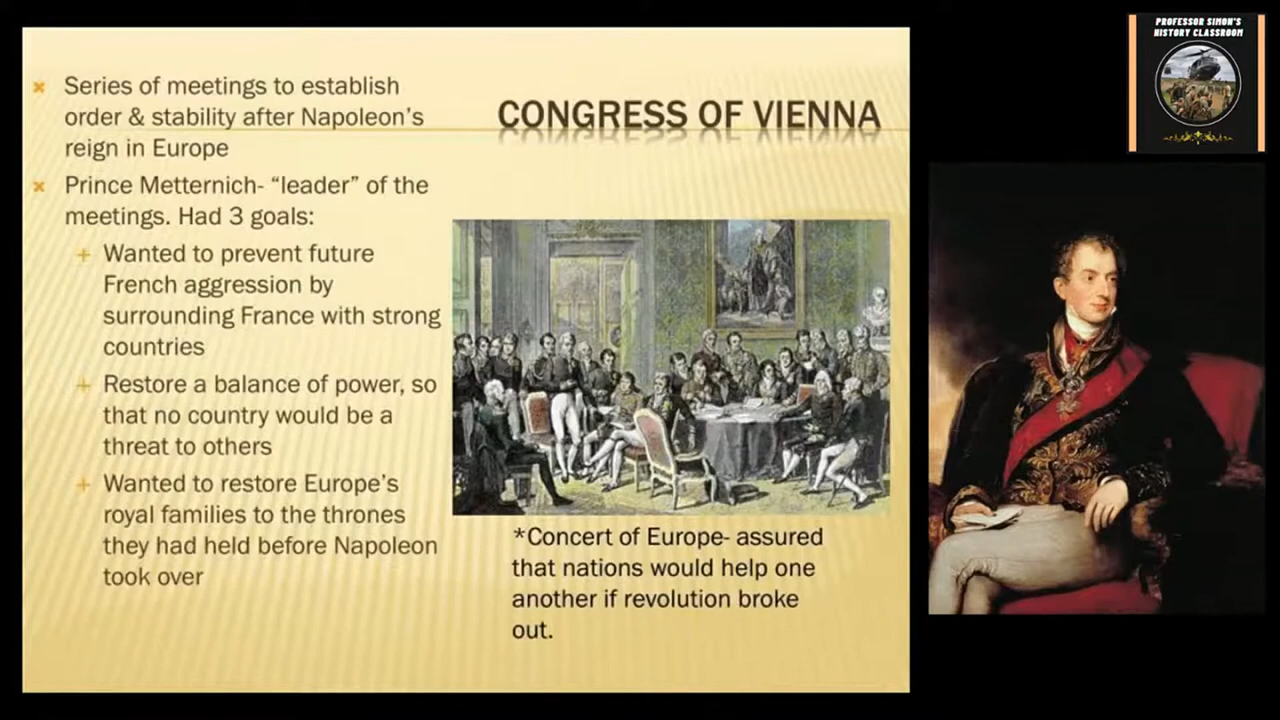 PROFESSOR SIMON'S
HISTORY CLASSROOM
CONGRESS OF VIENNA
Series of meetings to establish
order & stability after Napoleon's
reign in Europe
Prince Metternich- “leader” of the
meetings. Had 3 goals:
Wanted to prevent future
French aggression by
surrounding France with strong
countries
Restore a balance of power, so
that no country would be a
threat to others
Wanted to restore Europe's
royal families to the thrones
they had held before Napoleon
took over
*Concert of Europe- assured
that nations would help one
another if revolution broke
out.